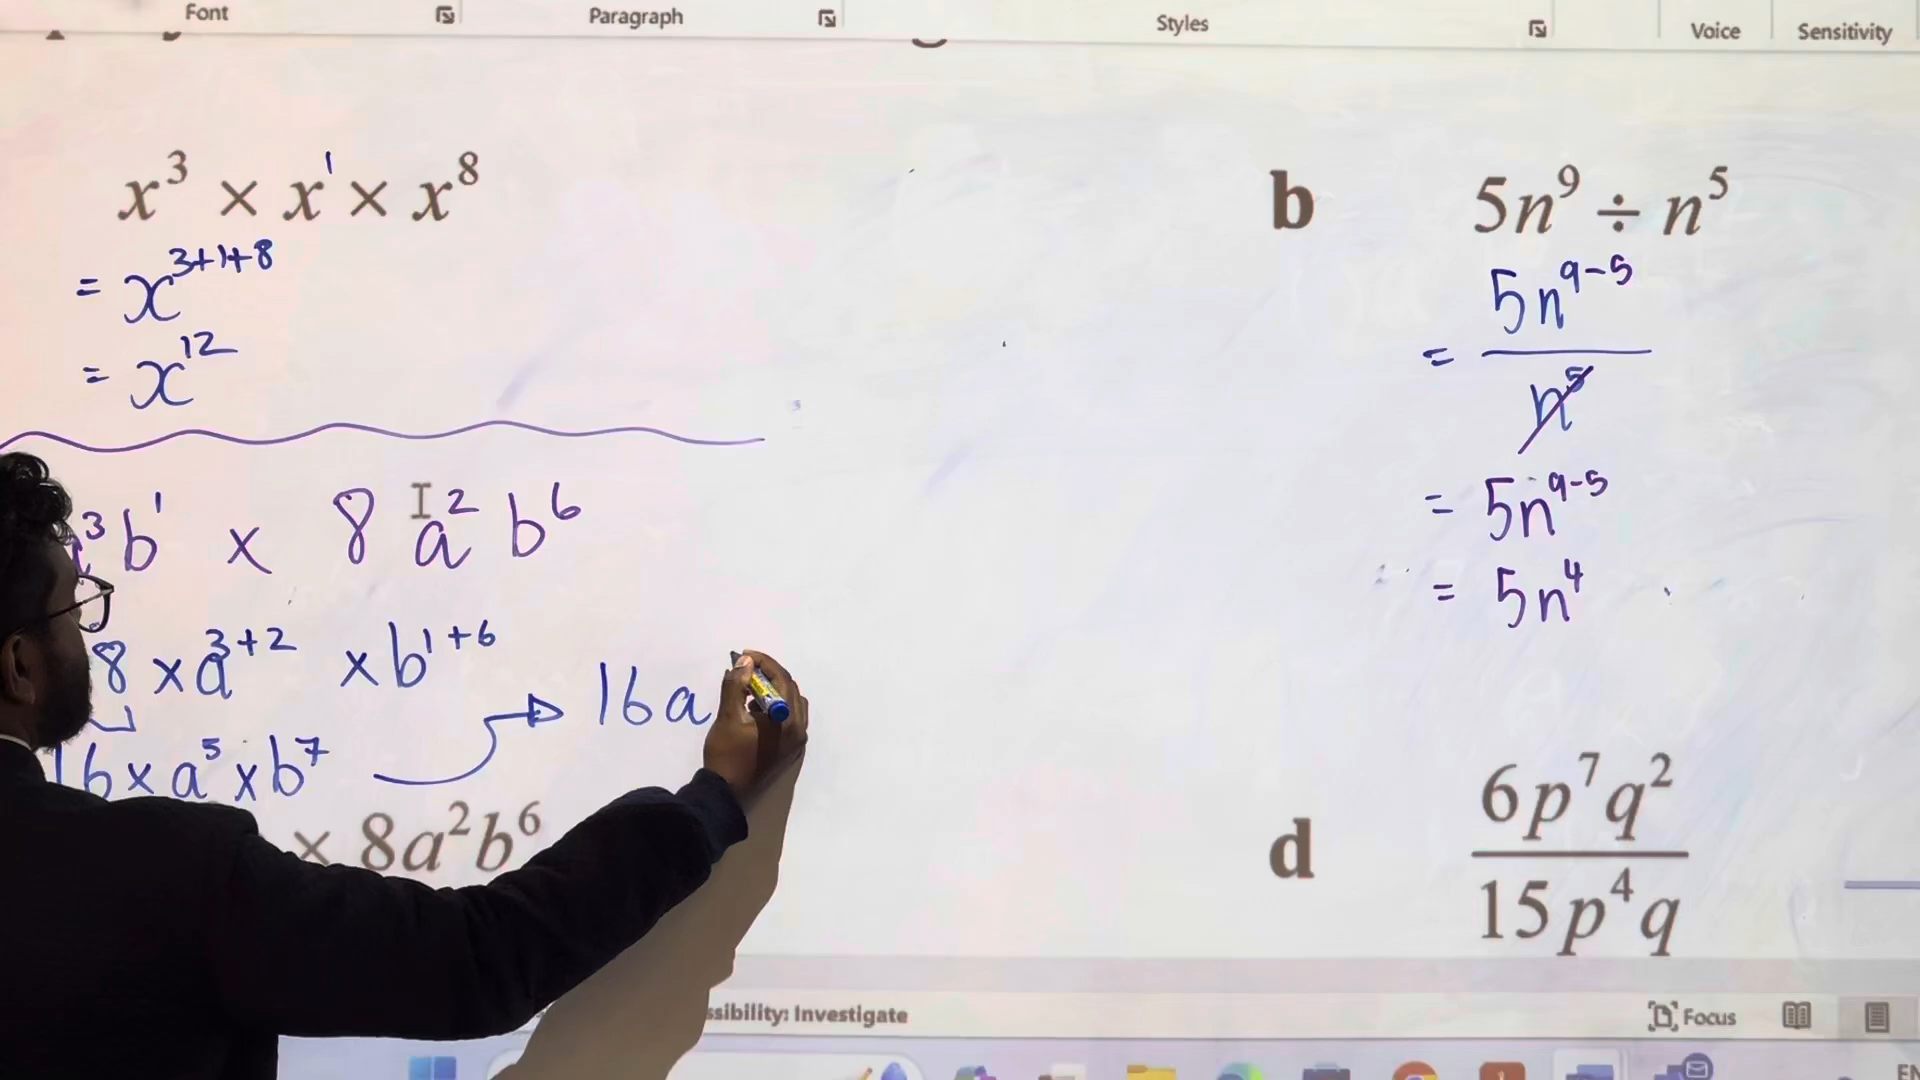 Font Paragraph Styles Voice Sensitivity
x³ × x¹ × x⁸
= x³⁺¹⁺⁸
= x¹²
³b¹ × 8 a² b⁶
8 × a³⁺² × b¹⁺⁶
16 × a⁵ × b⁷ → 16a
× 8a²b⁶
b 5n⁹ ÷ n⁵
= 5n⁹⁻⁵ / n⁵
= 5n⁹⁻⁵
= 5n⁴
d 6p⁷q² / 15p⁴q
ssibility: Investigate Focus
EN